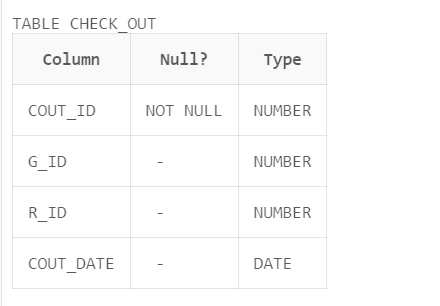 TABLE CHECK_OUT
Column Null? Type
COUT_ID NOT NULL NUMBER
G_ID - NUMBER
R_ID - NUMBER
COUT_DATE - DATE